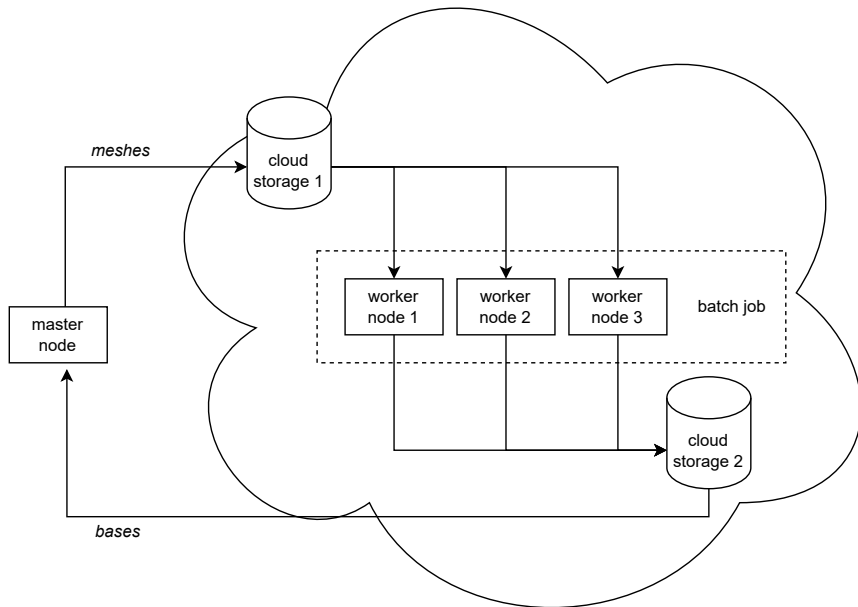 cloud
storage 1
meshes
worker
node 1
worker
node 2
worker
node 3
batch job
master
node
cloud
storage 2
bases